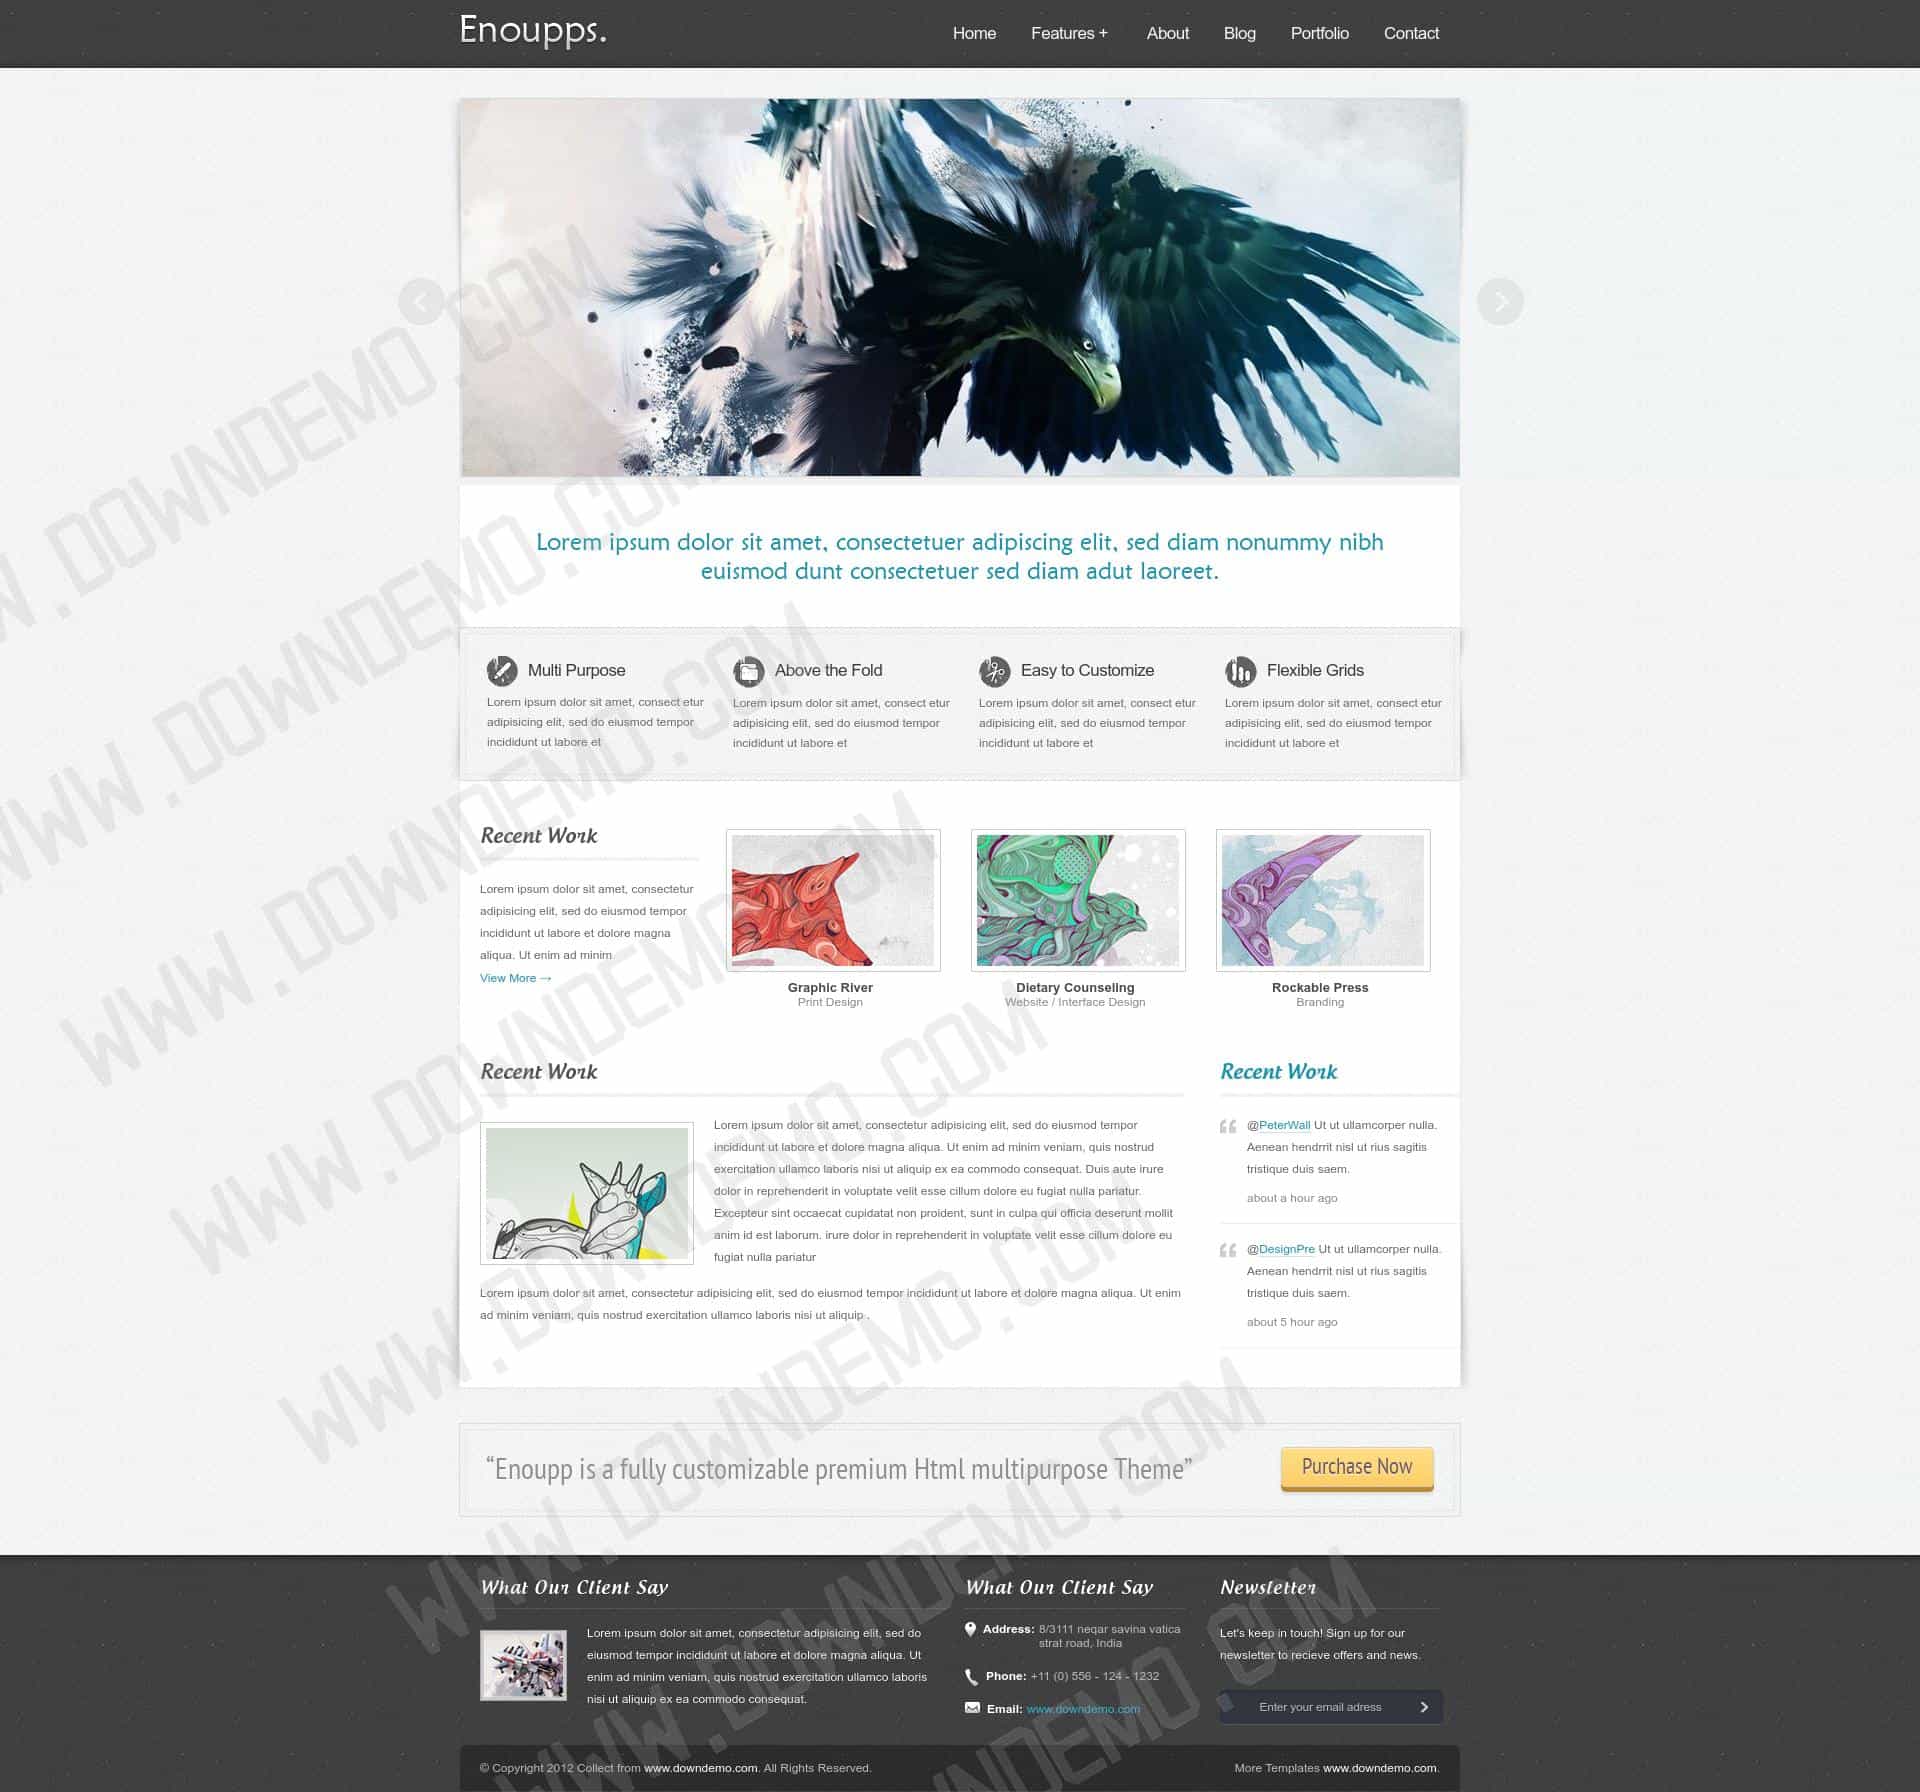 Enoupps.
Home Features + About Blog Portfolio Contact
Lorem ipsum dolor sit amet, consectetuer adipiscing elit, sed diam nonummy nibh
euismod dunt consectetuer sed diam adut laoreet.
Multi Purpose
Lorem ipsum dolor sit amet, consect etur
adipisicing elit, sed do eiusmod tempor
incididunt ut labore et
Above the Fold
Lorem ipsum dolor sit amet, consect etur
adipisicing elit, sed do eiusmod tempor
incididunt ut labore et
Easy to Customize
Lorem ipsum dolor sit amet, consect etur
adipisicing elit, sed do eiusmod tempor
incididunt ut labore et
Flexible Grids
Lorem ipsum dolor sit amet, consect etur
adipisicing elit, sed do eiusmod tempor
incididunt ut labore et
Recent Work
Lorem ipsum dolor sit amet, consectetur
adipisicing elit, sed do eiusmod tempor
incididunt ut labore et dolore magna
aliqua. Ut enim ad minim
View More →
Graphic River
Print Design
Dietary Counseling
Website / Interface Design
Rockable Press
Branding
Recent Work
Lorem ipsum dolor sit amet, consectetur adipisicing elit, sed do eiusmod tempor
incididunt ut labore et dolore magna aliqua. Ut enim ad minim veniam, quis nostrud
exercitation ullamco laboris nisi ut aliquip ex ea commodo consequat. Duis aute irure
dolor in reprehenderit in voluptate velit esse cillum dolore eu fugiat nulla pariatur.
Excepteur sint occaecat cupidatat non proident, sunt in culpa qui officia deserunt mollit
anim id est laborum. irure dolor in reprehenderit in voluptate velit esse cillum dolore eu
fugiat nulla pariatur
Lorem ipsum dolor sit amet, consectetur adipisicing elit, sed do eiusmod tempor incididunt ut labore et dolore magna aliqua. Ut enim
ad minim veniam, quis nostrud exercitation ullamco laboris nisi ut aliquip .
Recent Work
@PeterWall Ut ut ullamcorper nulla.
Aenean hendrrit nisl ut rius sagitis
tristique duis saem.
about a hour ago
@DesignPre Ut ut ullamcorper nulla.
Aenean hendrrit nisl ut rius sagitis
tristique duis saem.
about 5 hour ago
“Enoupp is a fully customizable premium Html multipurpose Theme”
Purchase Now
What Our Client Say
Lorem ipsum dolor sit amet, consectetur adipisicing elit, sed do
eiusmod tempor incididunt ut labore et dolore magna aliqua. Ut
enim ad minim veniam, quis nostrud exercitation ullamco laboris
nisi ut aliquip ex ea commodo consequat.
What Our Client Say
Address: 8/3111 neqar savina vatica
strat road, India
Phone: +11 (0) 556 - 124 - 1232
Email: www.downdemo.com
Newsletter
Let's keep in touch! Sign up for our
newsletter to recieve offers and news.
Enter your email adress
© Copyright 2012 Collect from www.downdemo.com. All Rights Reserved.
More Templates www.downdemo.com.
WWW.DOWNDEMO.COM
WWW.DOWNDEMO.COM
WWW.DOWNDEMO.COM
WWW.DOWNDEMO.COM
WWW.DOWNDEMO.COM
WWW.DOWNDEMO.COM
WWW.DOWNDEMO.COM